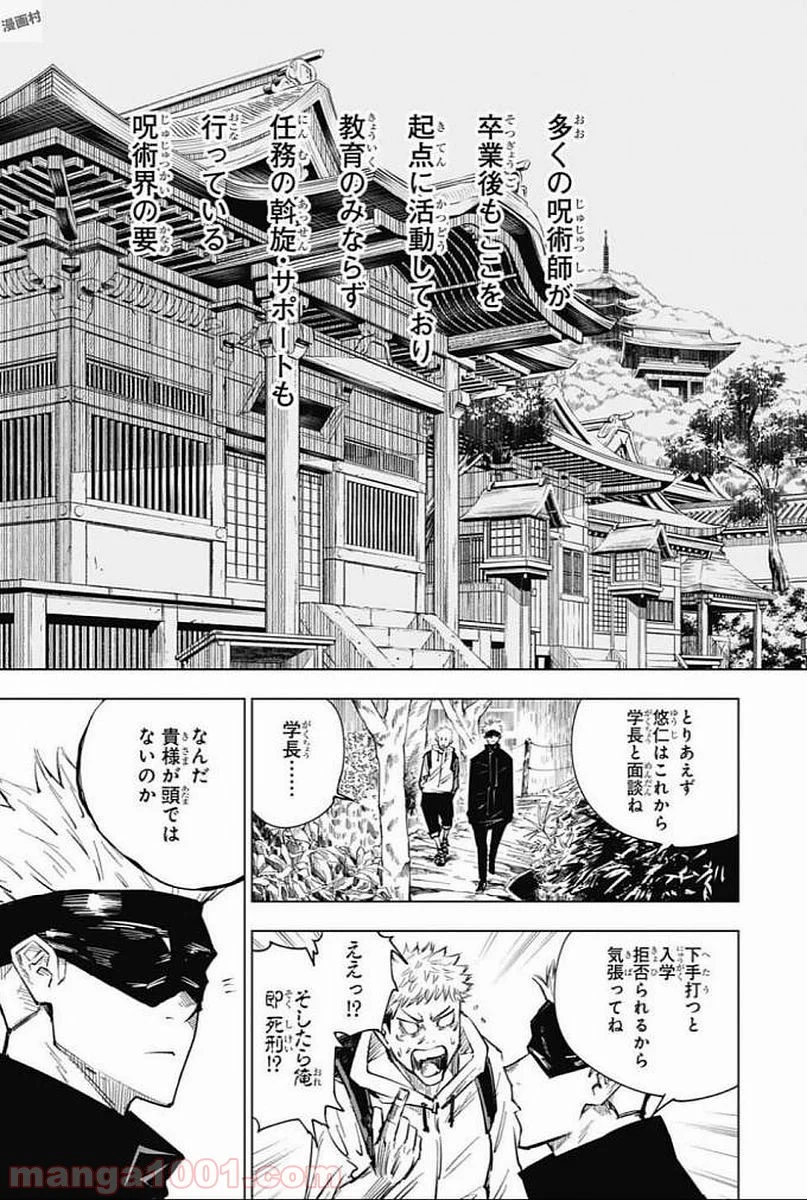 漫画村
多くの呪術師が
卒業後もここを
起点に活動しており
教育のみならず
任務の斡旋・サポートも
行っている
呪術界の要
とりあえず
悠仁はこれから
学長と面談ね
学長
……
下手打つと
入学
拒否られるから
気張ってね
ええっ!?
そしたら俺
即死刑!?
なんだ
貴様が頭では
ないのか
manga1001.com